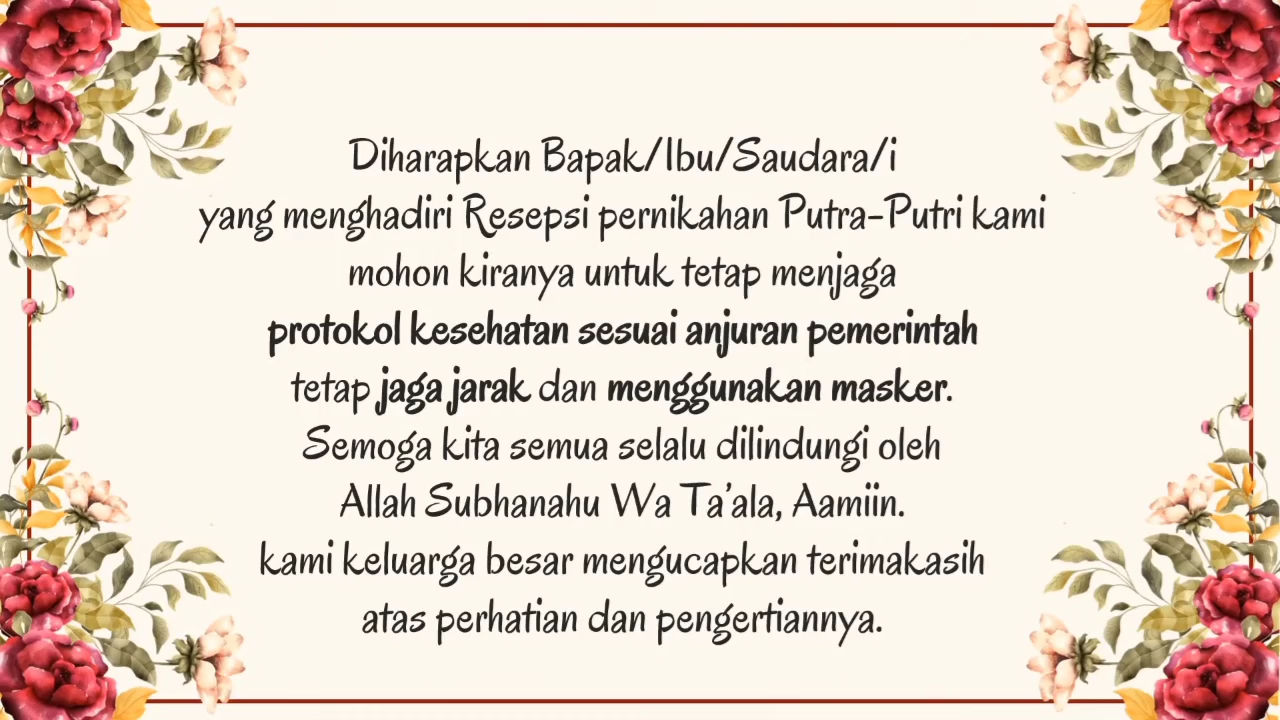 Diharapkan Bapak/Ibu/Saudara/i
yang menghadiri Resepsi pernikahan Putra-Putri kami
mohon kiranya untuk tetap menjaga
protokol kesehatan sesuai anjuran pemerintah
tetap jaga jarak dan menggunakan masker.
Semoga kita semua selalu dilindungi oleh
Allah Subhanahu Wa Ta'ala, Aamiin.
kami keluarga besar mengucapkan terimakasih
atas perhatian dan pengertiannya.